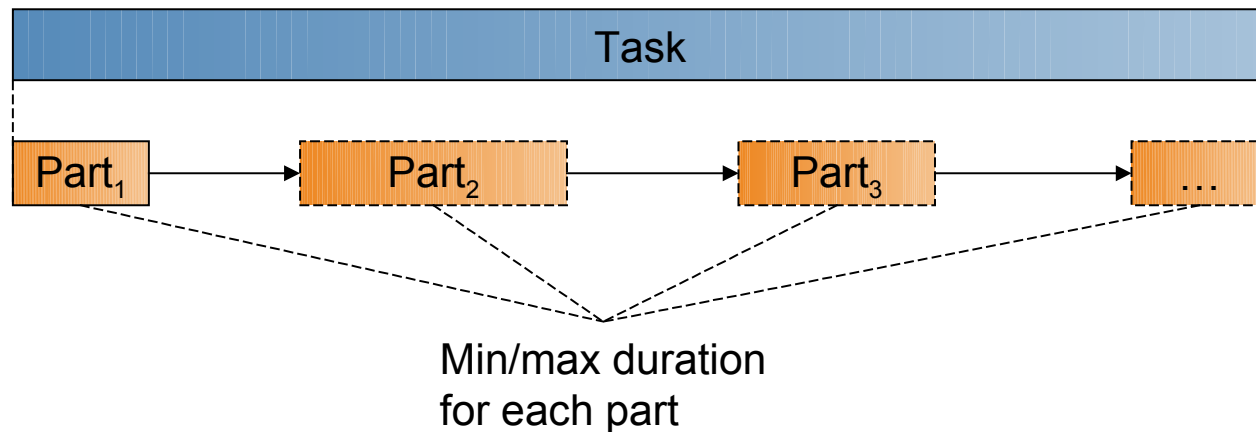 Task
Part₁
Part₂
Part₃
...
Min/max duration
for each part